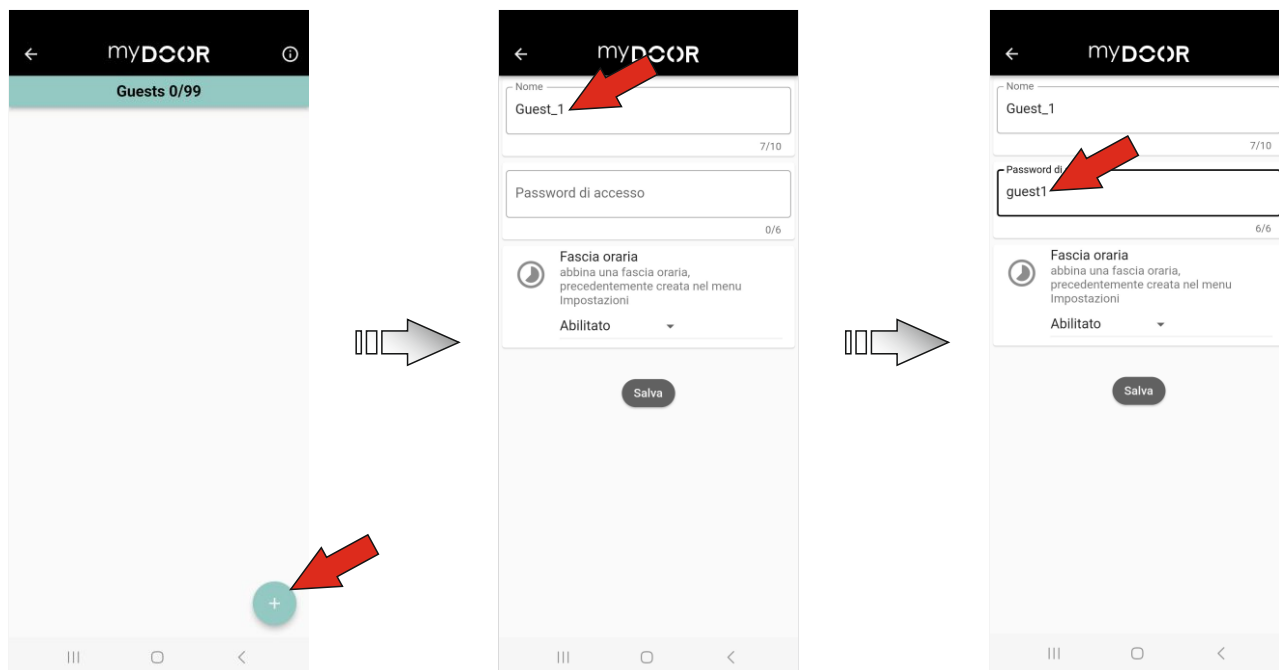 myDOOR
Guests 0/99
+
myDOOR
Nome
Guest_1
7/10
Password di accesso
0/6
Fascia oraria
abbina una fascia oraria,
precedentemente creata nel menu
Impostazioni
Abilitato
Salva
myDOOR
Nome
Guest_1
7/10
Password di
guest1
6/6
Fascia oraria
abbina una fascia oraria,
precedentemente creata nel menu
Impostazioni
Abilitato
Salva